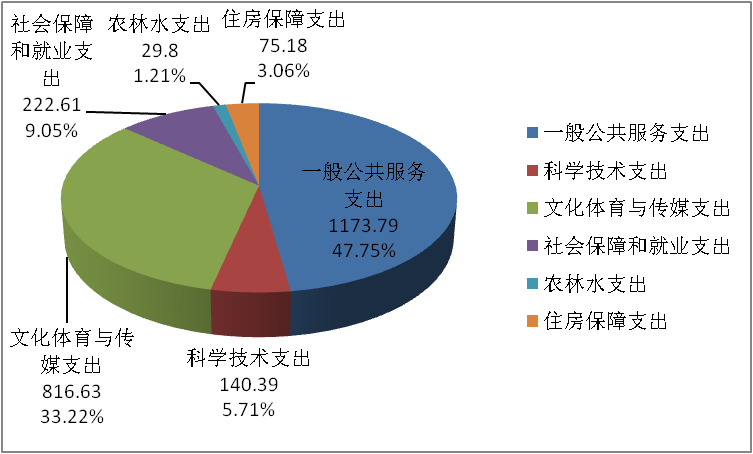 社会保障
和就业支
出
222.61
9.05%
农林水支出
29.8
1.21%
住房保障支出
75.18
3.06%
一般公共服务
支出
1173.79
47.75%
文化体育与传
媒支出
816.63
33.22%
科学技术支出
140.39
5.71%
一般公共服务支出
科学技术支出
文化体育与传媒支出
社会保障和就业支出
农林水支出
住房保障支出